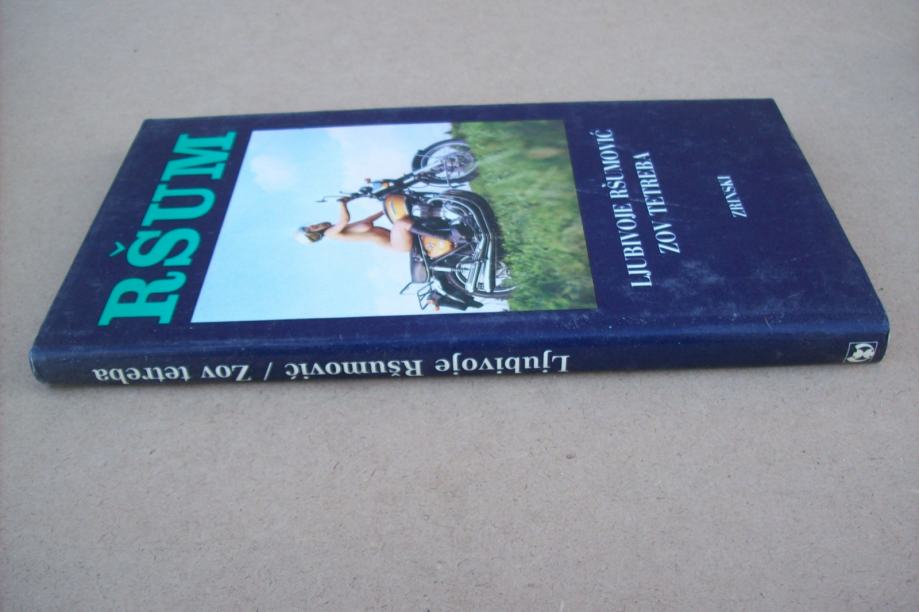 RŠUM
LJUBIVOJE RŠUMOVIĆ
ZOV TETREBA
ZRINSKI
Ljubivoje Ršumović / Zov tetreba